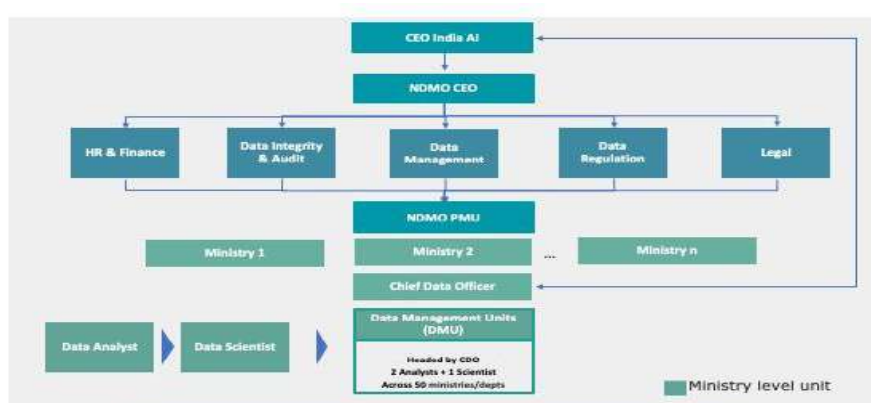 CEO India AI
NDMO CEO
HR & Finance
Data Integrity
& Audit
Data
Management
Data
Regulation
Legal
NDMO PMU
Ministry 1
Ministry 2
...
Ministry n
Chief Data Officer
Data Management Units
(DMU)
Data Analyst
Data Scientist
Headed by CDO
2 Analysts + 1 Scientist
Across 50 ministries/depts
Ministry level unit